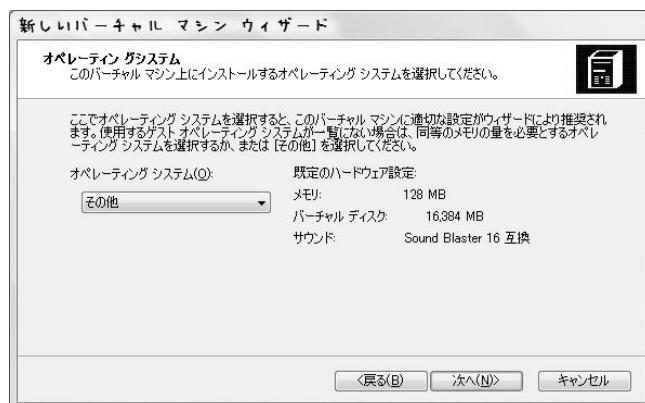 新しいバーチャル マシン ウィザード
オペレーティン グシステム
このバーチャル マシン上にインストールするオペレーティング システムを選択してください。
ここでオペレーティング システムを選択すると、このバーチャル マシンに適切な設定がウィザードにより推奨され
ます。使用するゲスト オペレーティング システムが一覧にない場合は、同等のメモリの量を必要とするオペレ
ーティング システムを選択するか、または [その他] を選択してください。
オペレーティング システム(O):
その他
既定のハードウェア設定:
メモリ: 128 MB
バーチャル ディスク: 16,384 MB
サウンド: Sound Blaster 16 互換
<戻る(B) 次へ(N)> キャンセル